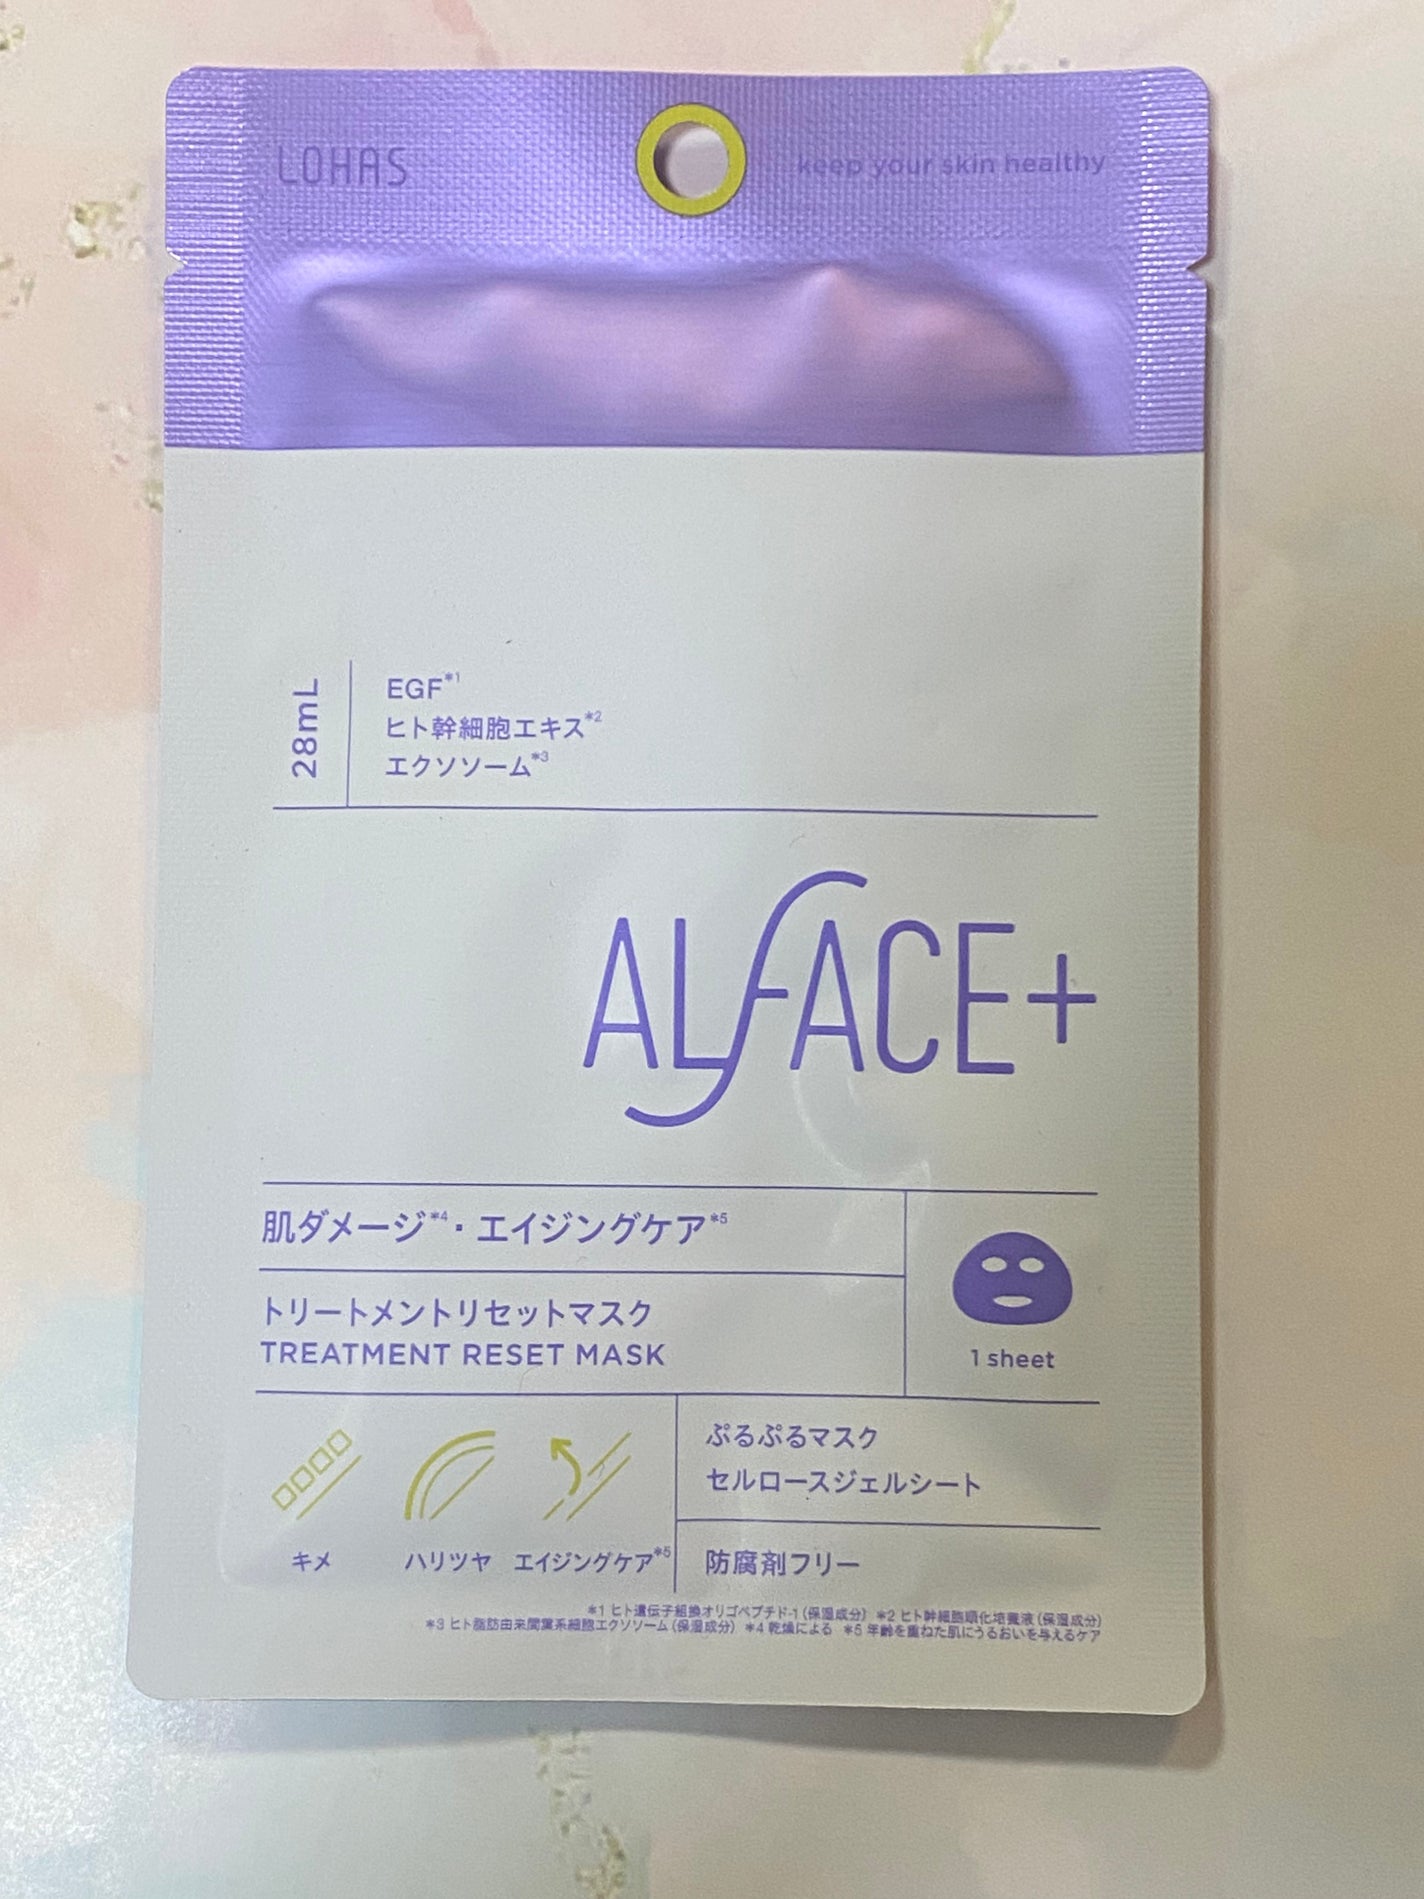 LOHAS
keep your skin healthy
28mL
EGF*1
ヒト幹細胞エキス*2
エクソソーム*3
ALFACE+
肌ダメージ*4・エイジングケア*5
トリートメントリセットマスク
TREATMENT RESET MASK
1 sheet
キメ
ハリツヤ
エイジングケア*5
ぷるぷるマスク
セルロースジェルシート
防腐剤フリー
*1 ヒト遺伝子組換オリゴペプチド-1(保湿成分) *2 ヒト幹細胞順化培養液(保湿成分)
*3 ヒト脂肪由来間葉系細胞エクソソーム(保湿成分) *4 乾燥による *5 年齢を重ねた肌にうるおいを与えるケア